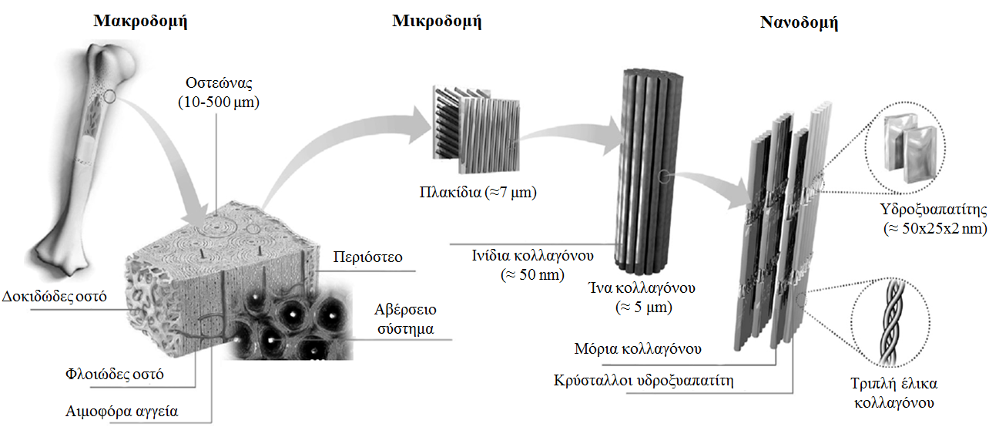 Μακροδομή
Μικροδομή
Νανοδομή
Οστεώνας
(10-500 μm)
Πλακίδια (≈7 μm)
Υδροξυαπατίτης
(≈ 50x25x2 nm)
Περιόστεο
Ινίδια κολλαγόνου
(≈ 50 nm)
Ίνα κολλαγόνου
(≈ 5 μm)
Δοκιδώδες οστό
Αβέρσειο
σύστημα
Μόρια κολλαγόνου
Φλοιώδες οστό
Κρύσταλλοι υδροξυαπατίτη
Τριπλή έλικα
κολλαγόνου
Αιμοφόρα αγγεία